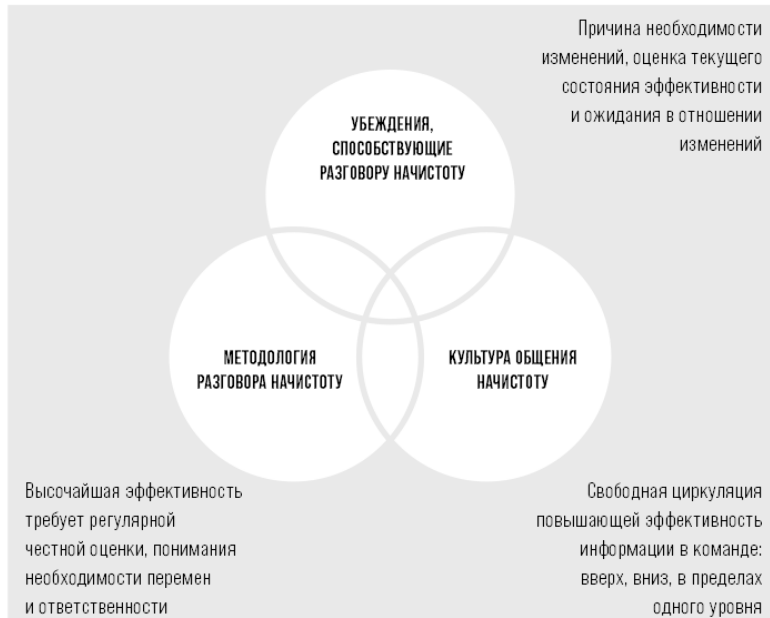 Причина необходимости
изменений, оценка текущего
состояния эффективности
и ожидания в отношении
изменений
УБЕЖДЕНИЯ,
СПОСОБСТВУЮЩИЕ
РАЗГОВОРУ НАЧИСТОТУ
МЕТОДОЛОГИЯ
РАЗГОВОРА НАЧИСТОТУ
КУЛЬТУРА ОБЩЕНИЯ
НАЧИСТОТУ
Высочайшая эффективность
требует регулярной
честной оценки, понимания
необходимости перемен
и ответственности
Свободная циркуляция
повышающей эффективность
информации в команде:
вверх, вниз, в пределах
одного уровня